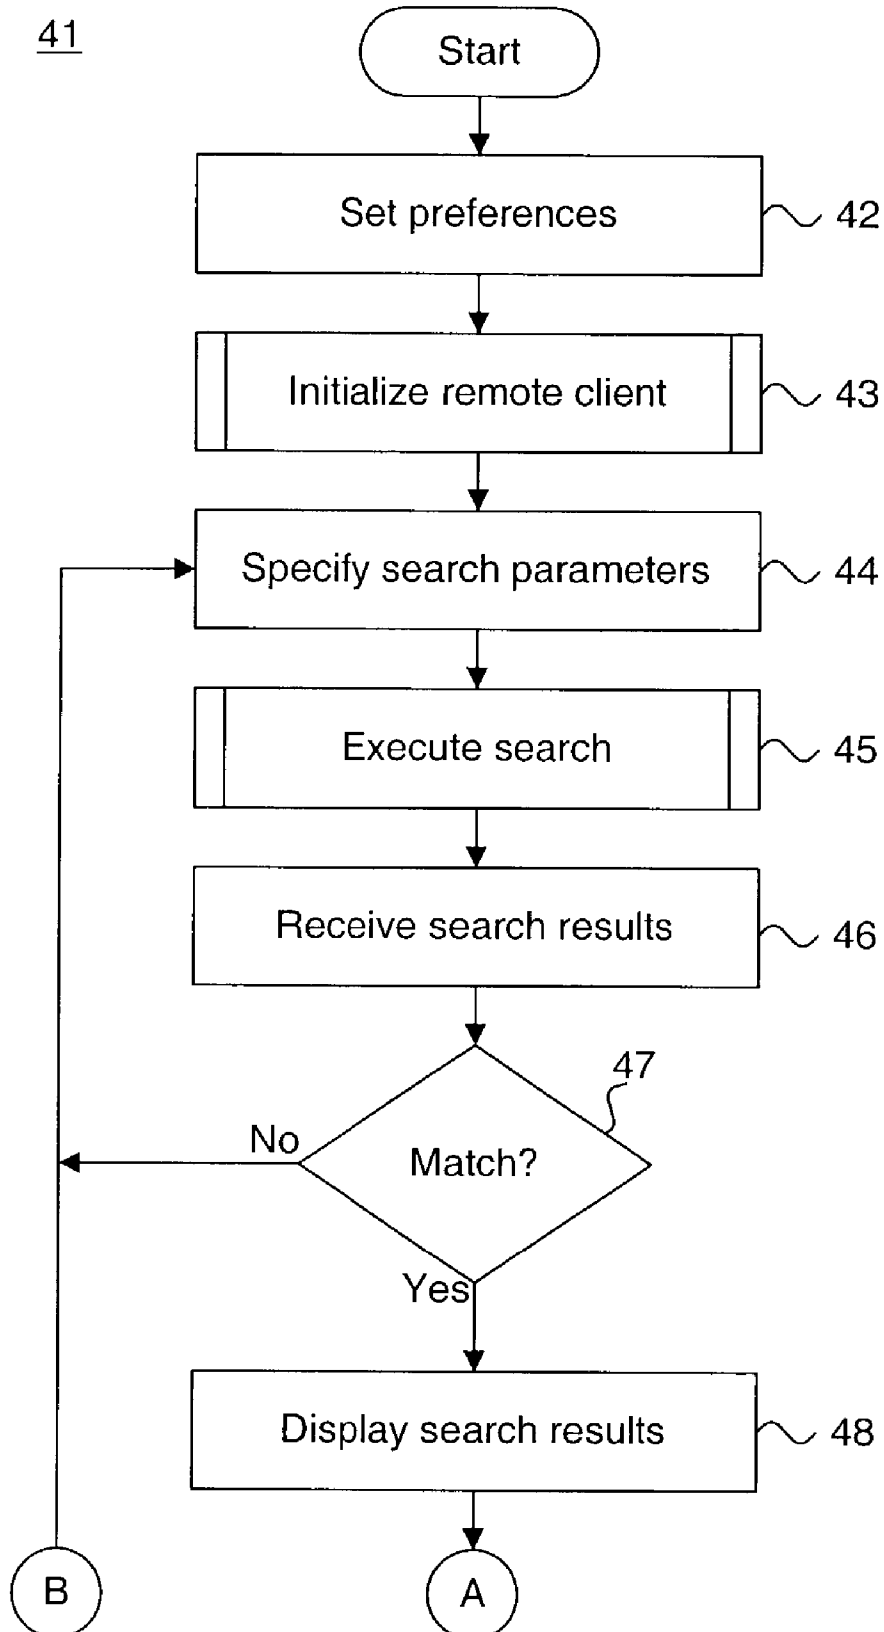 41
Start
Set preferences
42
Initialize remote client
43
Specify search parameters
44
Execute search
45
Receive search results
46
47
No
Match?
Yes
Display search results
48
B
A